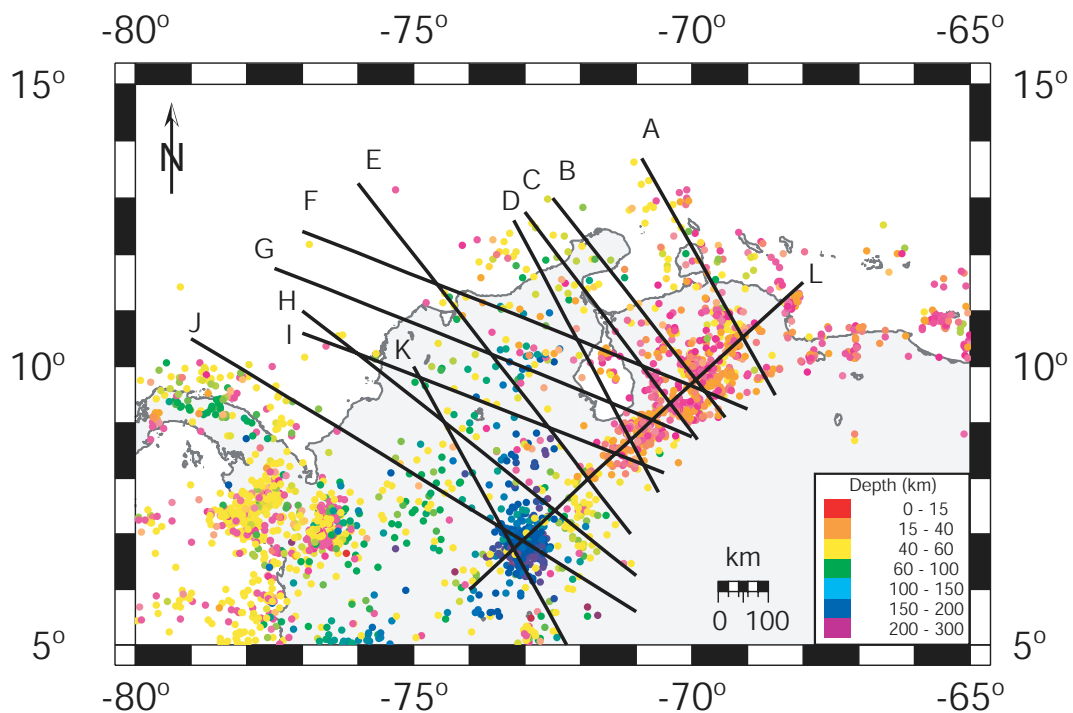 -80º -75º -70º -65º
15º 15º
A
N
E
B
C
F
D
G
L
H
J
I
K
10º 10º
Depth (km)
0 - 15
15 - 40
40 - 60
60 - 100
100 - 150
150 - 200
200 - 300
km
0 100
5º 5º
-80º -75º -70º -65º